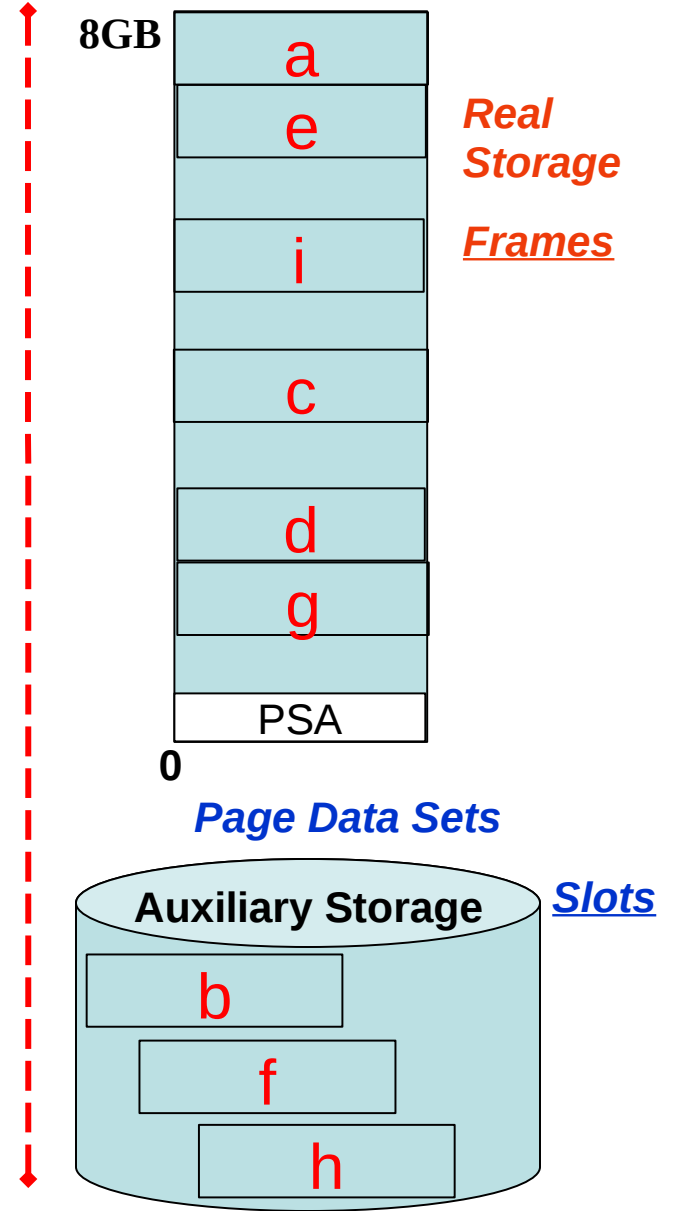 8GB
a
e
Real
Storage
Frames
i
c
d
g
PSA
0
Page Data Sets
Auxiliary Storage
Slots
b
f
h